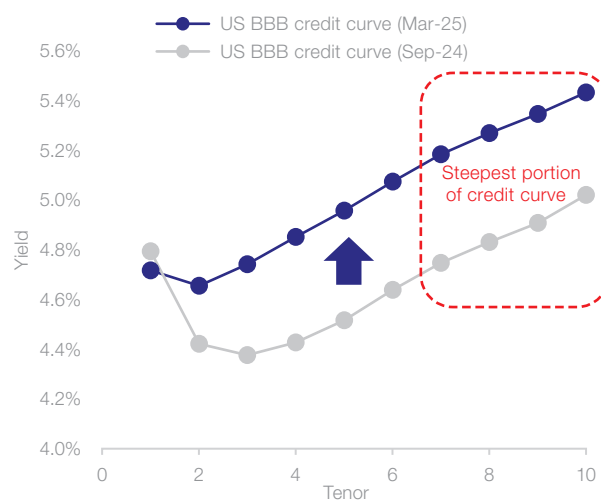 US BBB credit curve (Mar-25)
US BBB credit curve (Sep-24)
5.6%
5.4%
5.2%
5.0%
4.8%
4.6%
4.4%
4.2%
4.0%
Yield
Steepest portion
of credit curve
0
2
4
6
8
10
Tenor